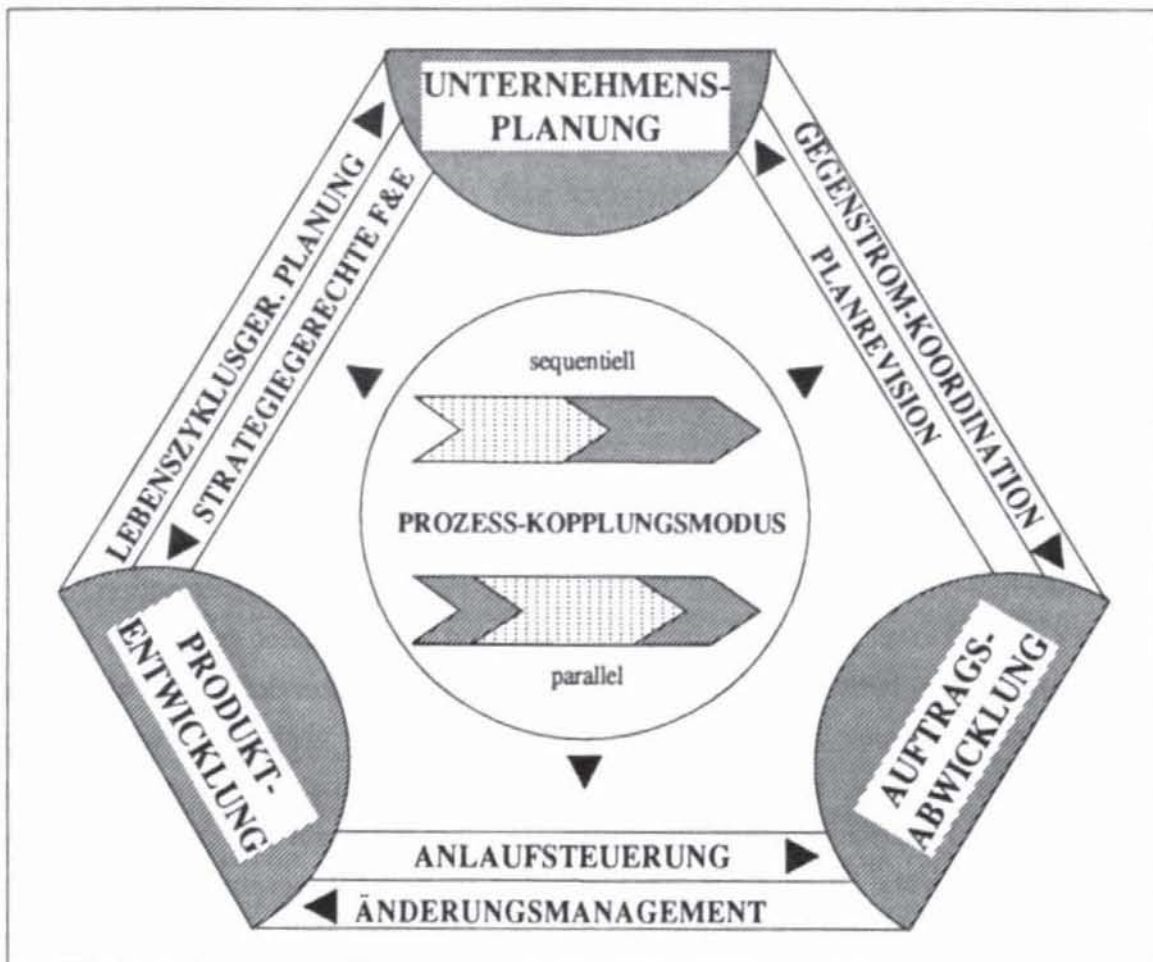 UNTERNEHMENS-
PLANUNG
LEBENSZYKLUSGER. PLANUNG
STRATEGIEGERECHTE F&E
GEGENSTROM-KOORDINATION
PLANREVISION
sequentiell
PROZESS-KOPPLUNGSMODUS
parallel
PRODUKT-
ENTWICKLUNG
AUFTRAGS-
ABWICKLUNG
ANLAUFSTEUERUNG
ÄNDERUNGSMANAGEMENT